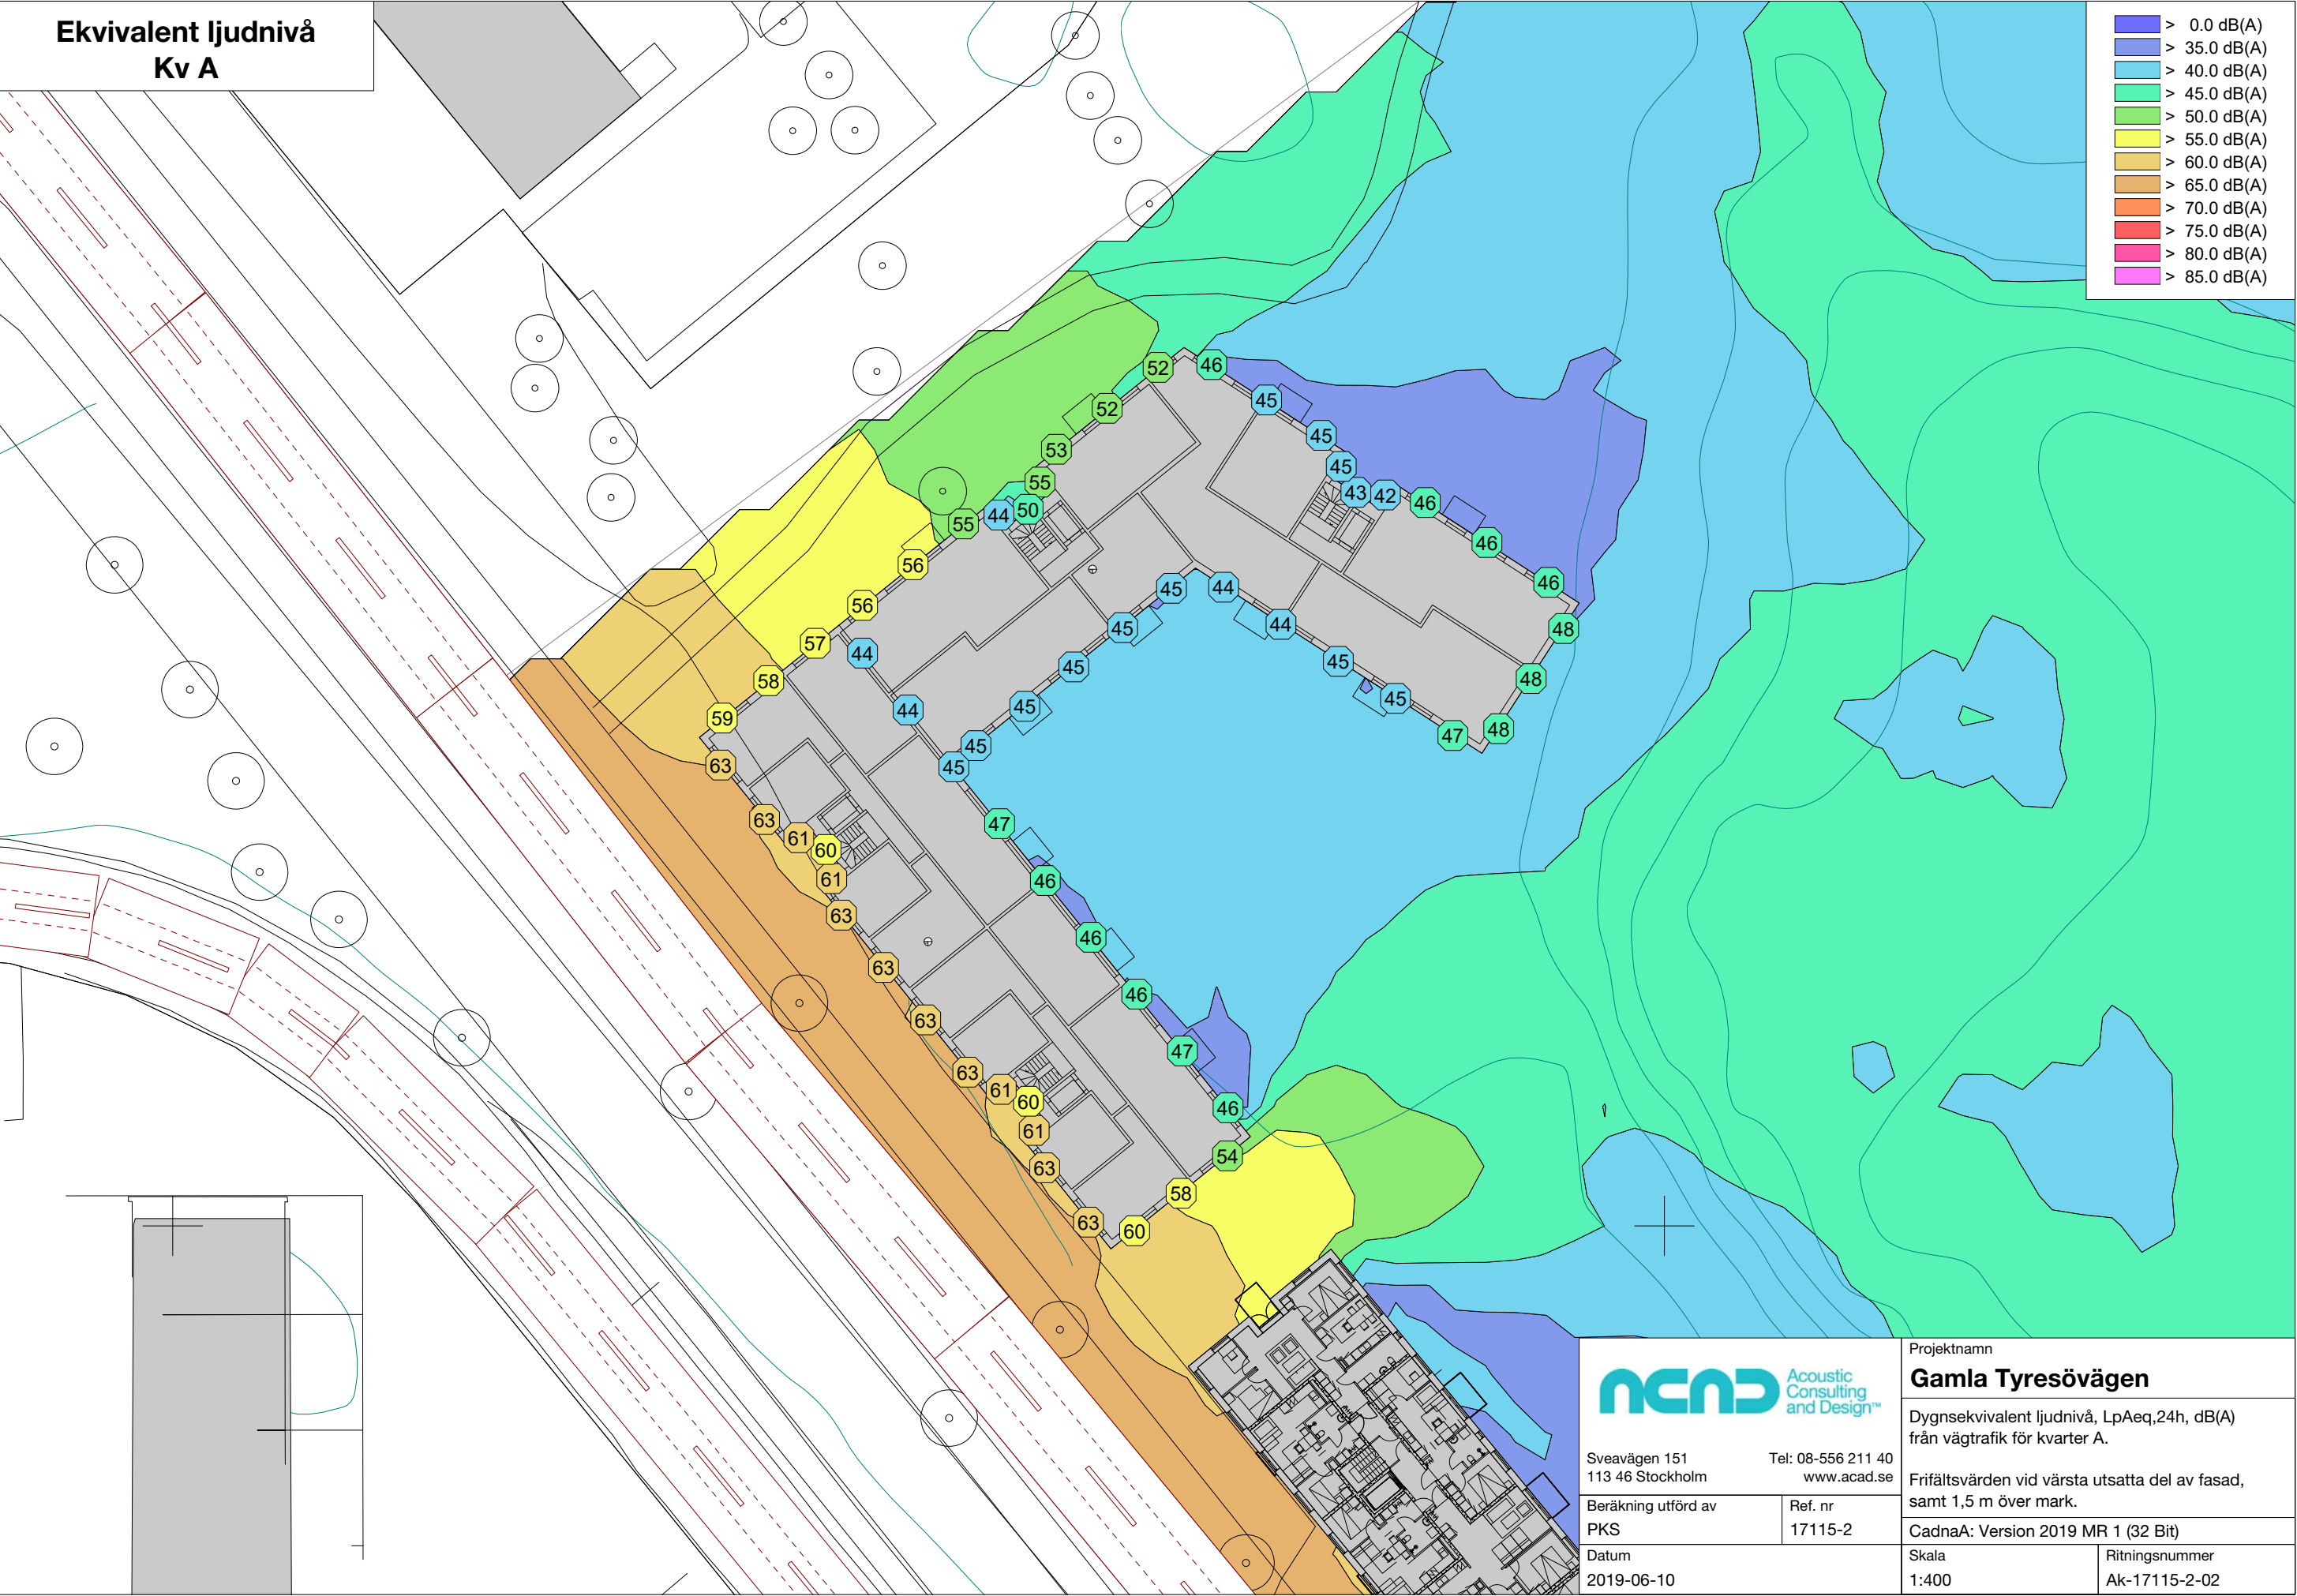 Ekvivalent ljudnivå
Kv A
> 0.0 dB(A)
> 35.0 dB(A)
> 40.0 dB(A)
> 45.0 dB(A)
> 50.0 dB(A)
> 55.0 dB(A)
> 60.0 dB(A)
> 65.0 dB(A)
> 70.0 dB(A)
> 75.0 dB(A)
> 80.0 dB(A)
> 85.0 dB(A)
52
46
52
45
53
45
55
45
50
43
42
46
44
55
46
56
46
56
45
44
57
44
45
44
48
58
45
45
48
59
44
45
45
48
63
45
45
47
63
47
61
60
61
46
63
46
63
46
63
47
63
61
60
46
61
54
63
58
63
60
ACAD
Acoustic
Consulting
and Design™
Sveavägen 151 Tel: 08-556 211 40
113 46 Stockholm www.acad.se
Beräkning utförd av
PKS
Ref. nr
17115-2
Datum
2019-06-10
Projektnamn
Gamla Tyresövägen
Dygnsekvivalent ljudnivå, LpAeq,24h, dB(A)
från vägtrafik för kvarter A.
Frifältsvärden vid värsta utsatta del av fasad,
samt 1,5 m över mark.
CadnaA: Version 2019 MR 1 (32 Bit)
Skala
1:400
Ritningsnummer
Ak-17115-2-02